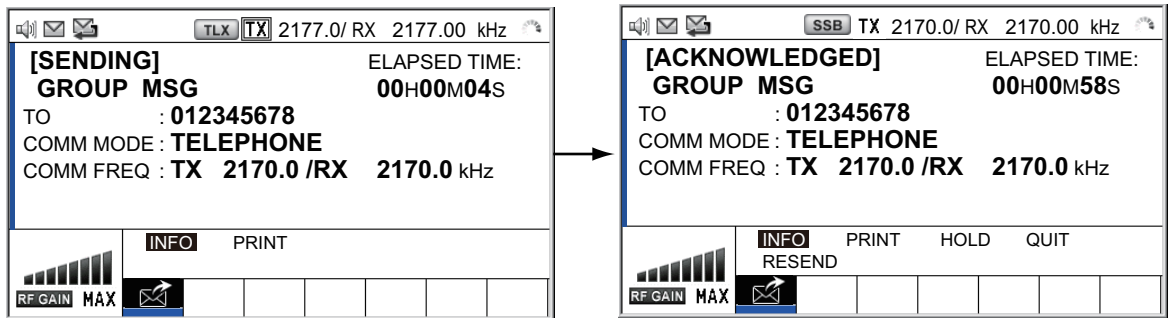 TLX TX 2177.0/ RX 2177.00 kHz
[SENDING] ELAPSED TIME:
GROUP MSG 00H00M04S
TO : 012345678
COMM MODE : TELEPHONE
COMM FREQ : TX 2170.0 /RX 2170.0 kHz
INFO PRINT
RF GAIN MAX
SSB TX 2170.0/ RX 2170.00 kHz
[ACKNOWLEDGED] ELAPSED TIME:
GROUP MSG 00H00M58S
TO : 012345678
COMM MODE : TELEPHONE
COMM FREQ : TX 2170.0 /RX 2170.0 kHz
INFO PRINT HOLD QUIT
RESEND
RF GAIN MAX